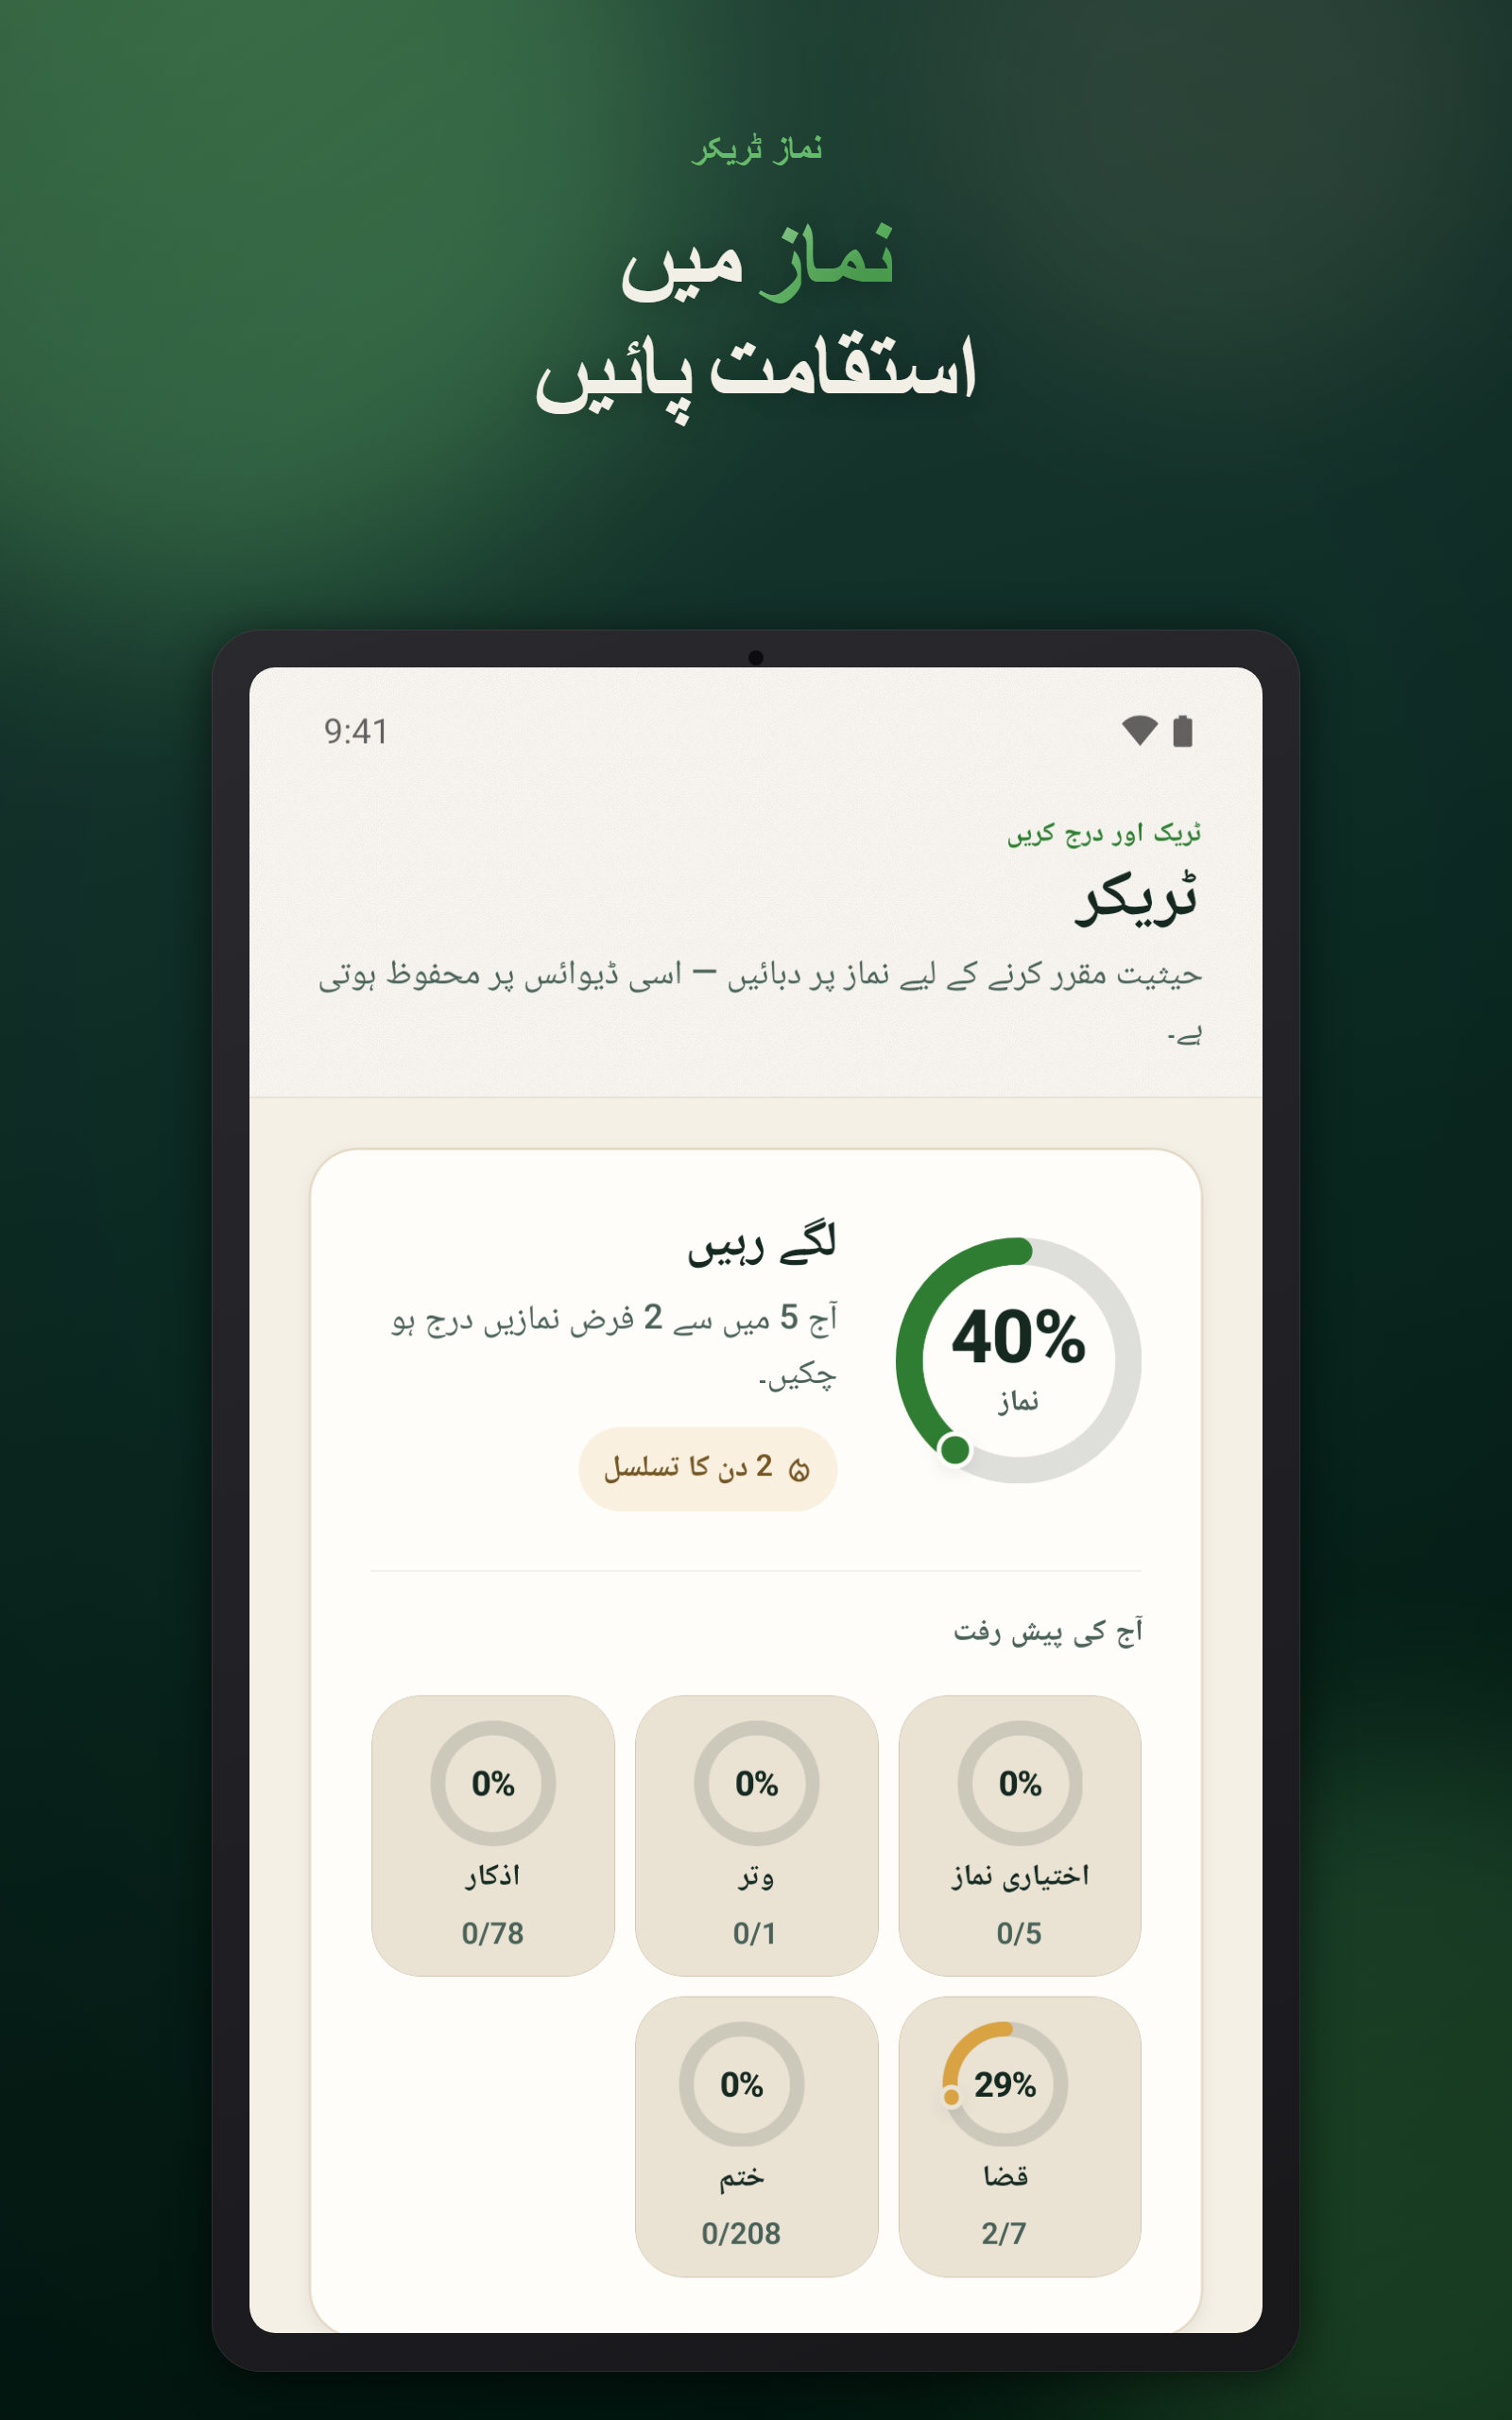 نماز ٹریکر
نماز میں
استقامت پائیں
9:41
ٹریک اور درج کریں
ٹریکر
حیثیت مقرر کرنے کے لیے نماز پر دبائیں — اسی ڈیوائس پر محفوظ ہوتی
ہے۔
40%
نماز
لگے رہیں
آج 5 میں سے 2 فرض نمازیں درج ہو
چکیں۔
2 دن کا تسلسل
آج کی پیش رفت
0%
اختیاری نماز
0/5
0%
وتر
0/1
0%
اذکار
0/78
29%
قضا
2/7
0%
ختم
0/208